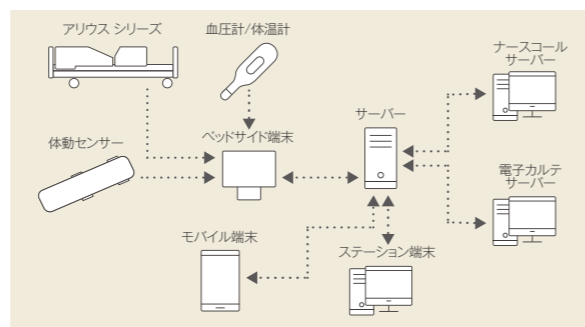 アリウス シリーズ
血圧計/体温計
ナースコール
サーバー
サーバー
体動センサー
ベッドサイド端末
電子カルテ
サーバー
モバイル端末
ステーション端末